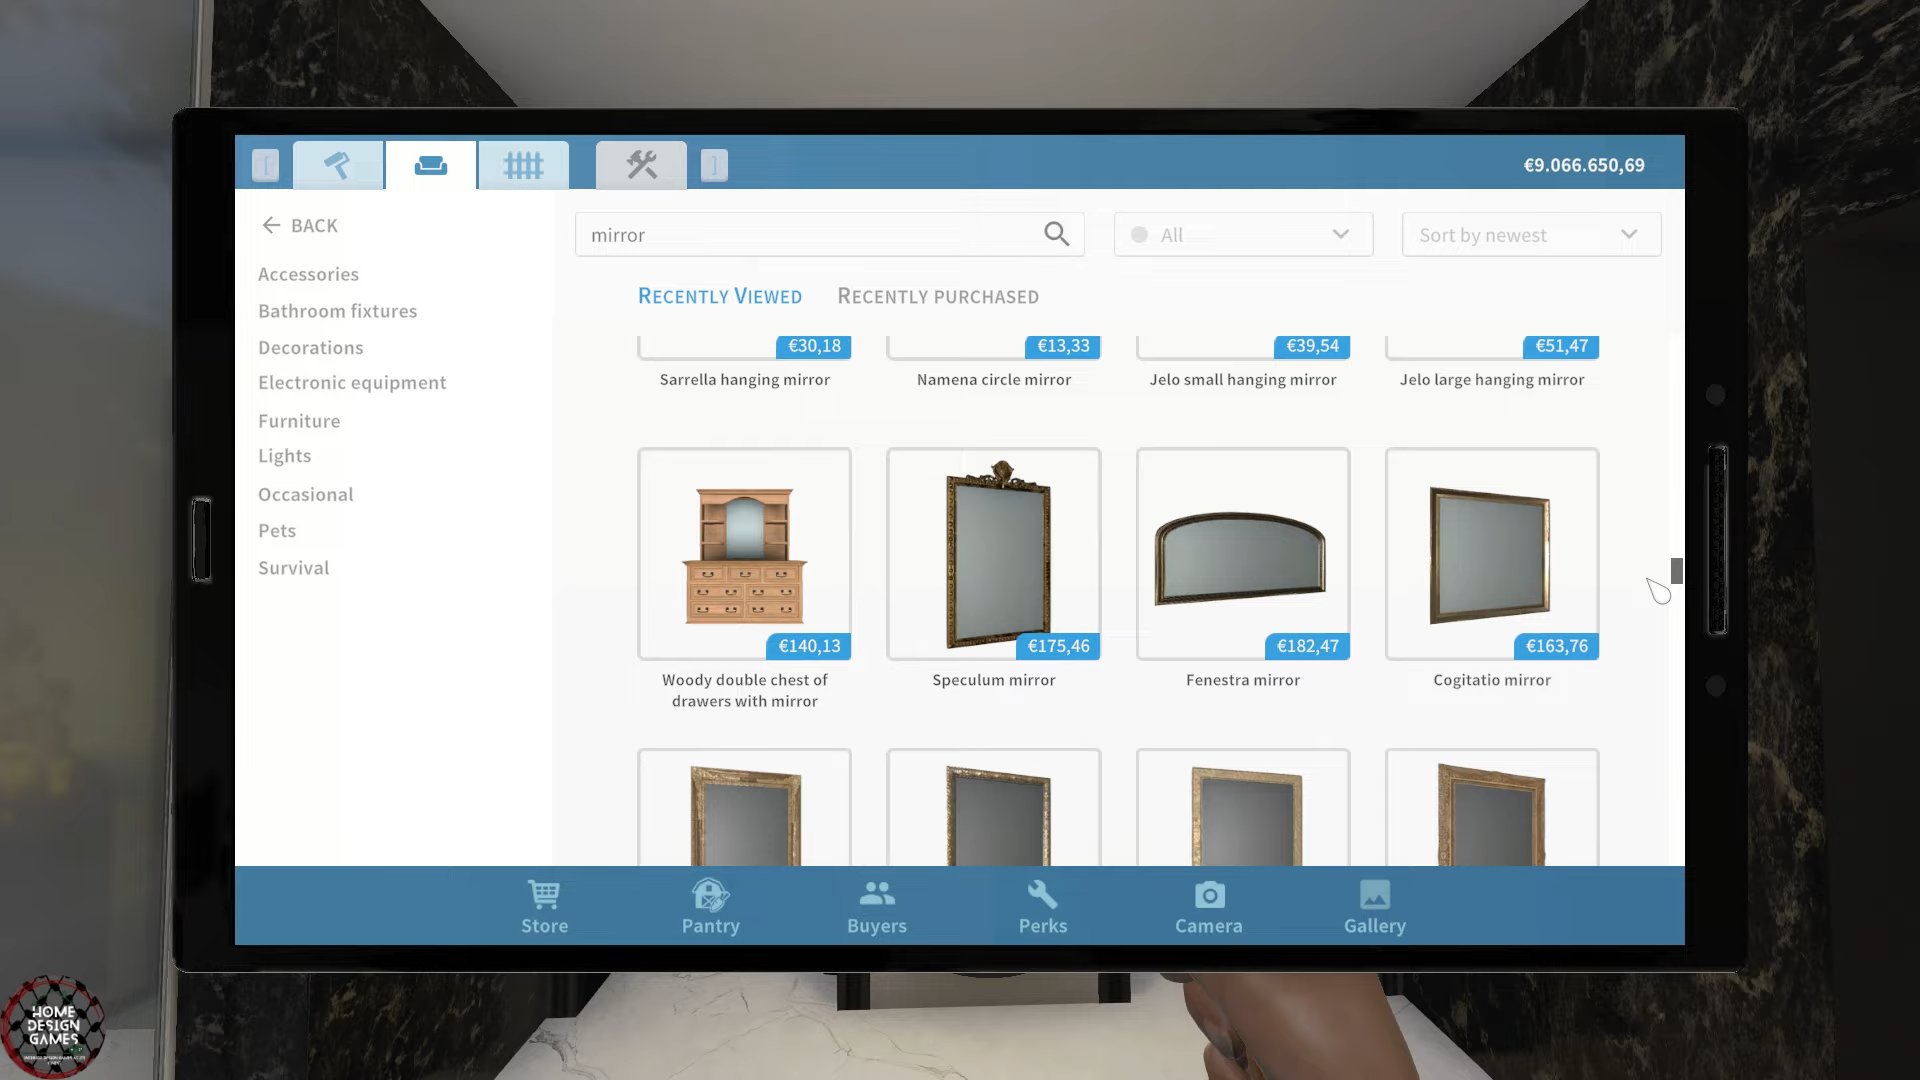 [
]
€9.066.650,69
BACK
mirror
All
Sort by newest
Accessories
Bathroom fixtures
Decorations
Electronic equipment
Furniture
Lights
Occasional
Pets
Survival
RECENTLY VIEWED
RECENTLY PURCHASED
€30,18
€13,33
€39,54
€51,47
Sarrella hanging mirror
Namena circle mirror
Jelo small hanging mirror
Jelo large hanging mirror
€140,13
€175,46
€182,47
€163,76
Woody double chest of
drawers with mirror
Speculum mirror
Fenestra mirror
Cogitatio mirror
Store
Pantry
Buyers
Perks
Camera
Gallery
HOME
DESIGN
GAMES